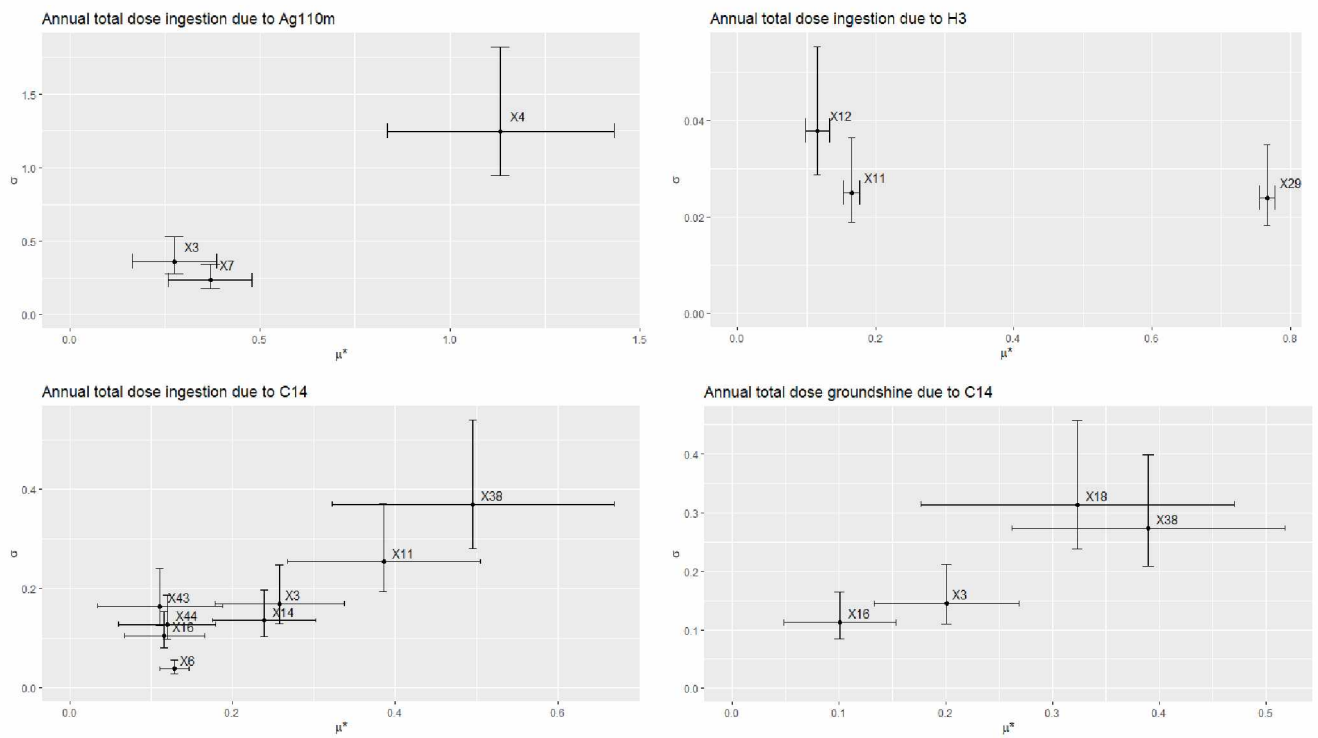 Annual total dose ingestion due to Ag110m
1.5
1.0
0.5
0.0
σ
X4
X3
X7
0.0
0.5
1.0
1.5
μ*
Annual total dose ingestion due to H3
0.04
0.02
0.00
σ
X12
X11
X29
0.0
0.2
0.4
0.6
0.8
μ*
Annual total dose ingestion due to C14
0.4
0.2
0.0
σ
X38
X11
X43
X3
X44
X14
X16
X6
0.0
0.2
0.4
0.6
μ*
Annual total dose groundshine due to C14
0.4
0.3
0.2
0.1
0.0
σ
X18
X38
X3
X16
0.0
0.1
0.2
0.3
0.4
0.5
μ*